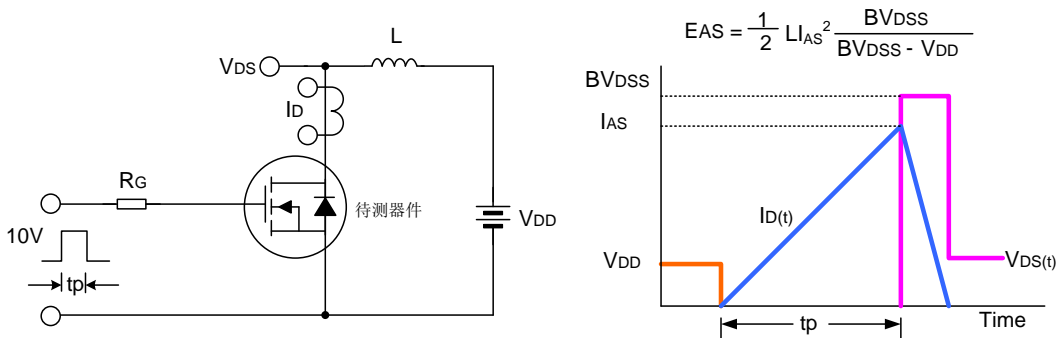 L
VDS
ID
RG
10V
tp
待测器件
VDD
EAS = 1/2 LIAS² BVDSS/(BVDSS - VDD)
BVDSS
IAS
ID(t)
VDD
VDS(t)
tp
Time